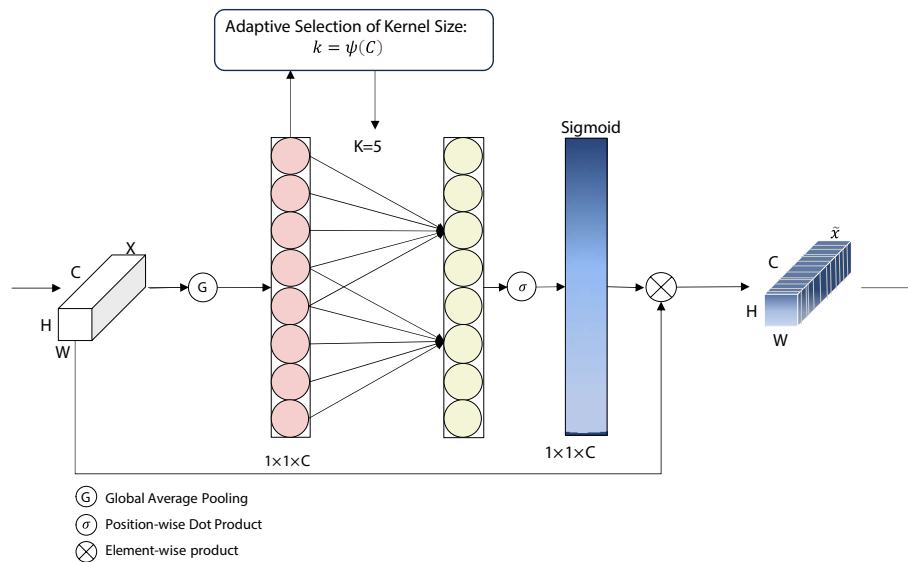 Adaptive Selection of Kernel Size:
k = ψ(C)
K=5
Sigmoid
X
C
H
W
G
σ
x̃
C
H
W
1×1×C
1×1×C
G Global Average Pooling
σ Position-wise Dot Product
Element-wise product